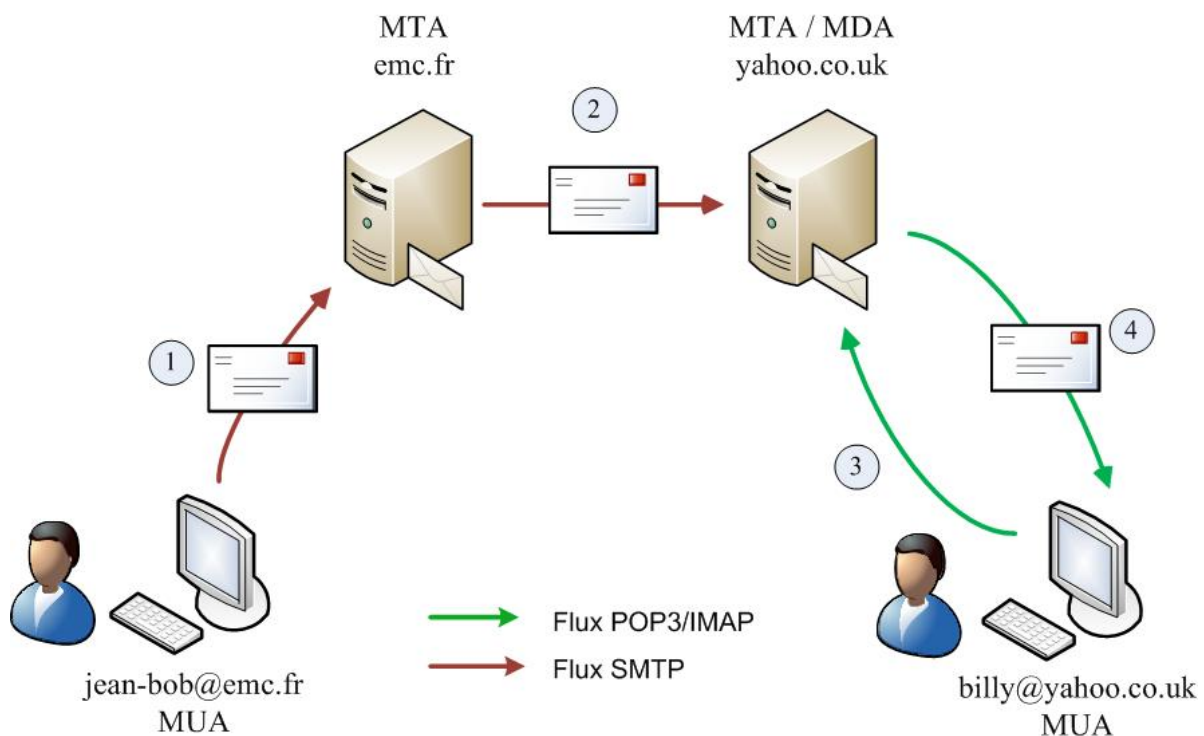 MTA
emc.fr
MTA / MDA
yahoo.co.uk
2
1
4
3
Flux POP3/IMAP
Flux SMTP
jean-bob@emc.fr
MUA
billy@yahoo.co.uk
MUA